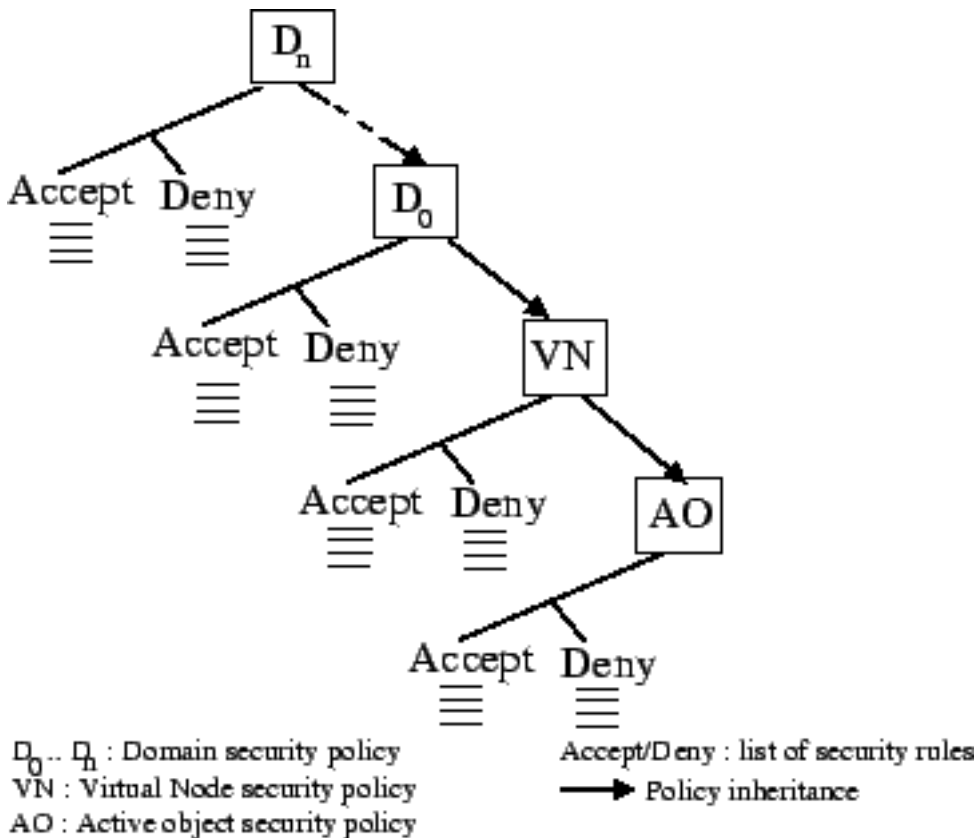 Dn
Accept Deny
D0
Accept Deny
VN
Accept Deny
AO
Accept Deny
D0 .. Dn : Domain security policy
VN : Virtual Node security policy
AO : Active object security policy
Accept/Deny : list of security rules
Policy inheritance